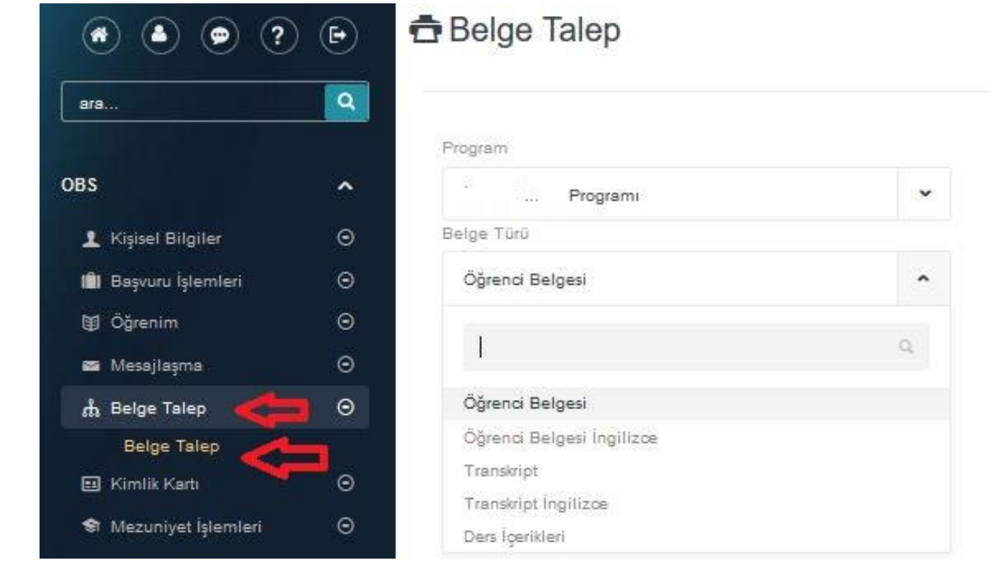 ara...
OBS
Kişisel Bilgiler
Başvuru İşlemleri
Öğrenim
Mesajlaşma
Belge Talep
Belge Talep
Kimlik Kartı
Mezuniyet İşlemleri
Belge Talep
Program
... Programı
Belge Türü
Öğrenci Belgesi
Öğrenci Belgesi
Öğrenci Belgesi İngilizce
Transkript
Transkript İngilizce
Ders İçerikleri